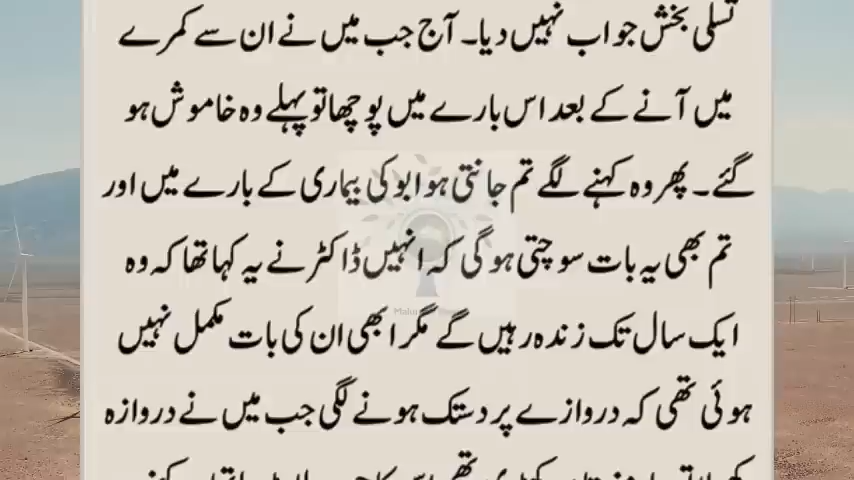 تسلی بخش جواب نہیں دیا۔ آج جب میں نے ان سے کمرے
میں آنے کے بعد اس بارے میں پوچھا تو پہلے وہ خاموش ہو
گئے۔ پھر وہ کہنے لگے تم جانتی ہو ابو کی بیماری کے بارے میں اور
تم بھی یہ بات سوچتی ہوگی کہ انہیں ڈاکٹر نے یہ کہا تھا کہ وہ
ایک سال تک زندہ رہیں گے مگر ابھی ان کی بات مکمل نہیں
ہوئی تھی کہ دروازے پر دستک ہونے لگی جب میں نے دروازہ